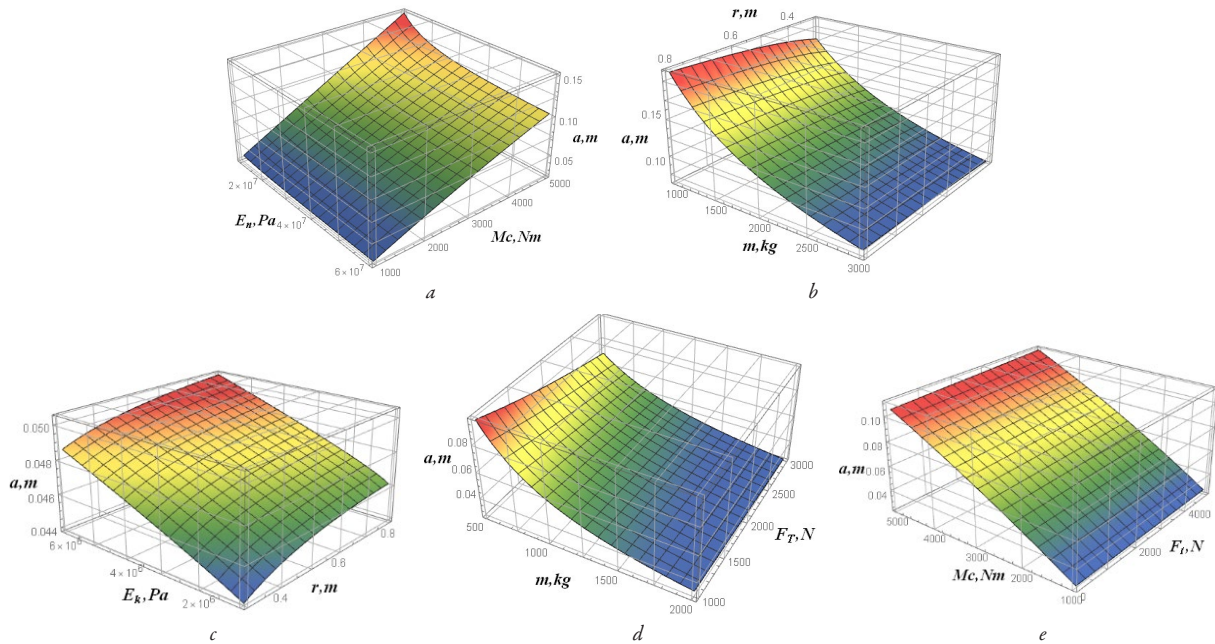 0.15
0.10
a,m
0.05
5000
4000
3000
Mc,Nm
2000
1000
2×10⁷
Eₙ,Pa
4×10⁷
6×10⁷
a
r,m
0.4
0.6
0.8
0.15
a,m
0.10
1000
1500
2000
m,kg
2500
3000
b
0.050
0.048
a,m
0.046
0.044
6×10⁶
4×10⁶
Eₖ,Pa
2×10⁶
0.4
r,m
0.6
0.8
c
0.08
a,m
0.06
0.04
500
1000
m,kg
1500
2000
1000
1500
2000
F_T,N
2500
3000
d
0.10
0.08
a,m
0.06
0.04
5000
4000
3000
Mc,Nm
2000
1000
0
2000
Fₜ,N
4000
e